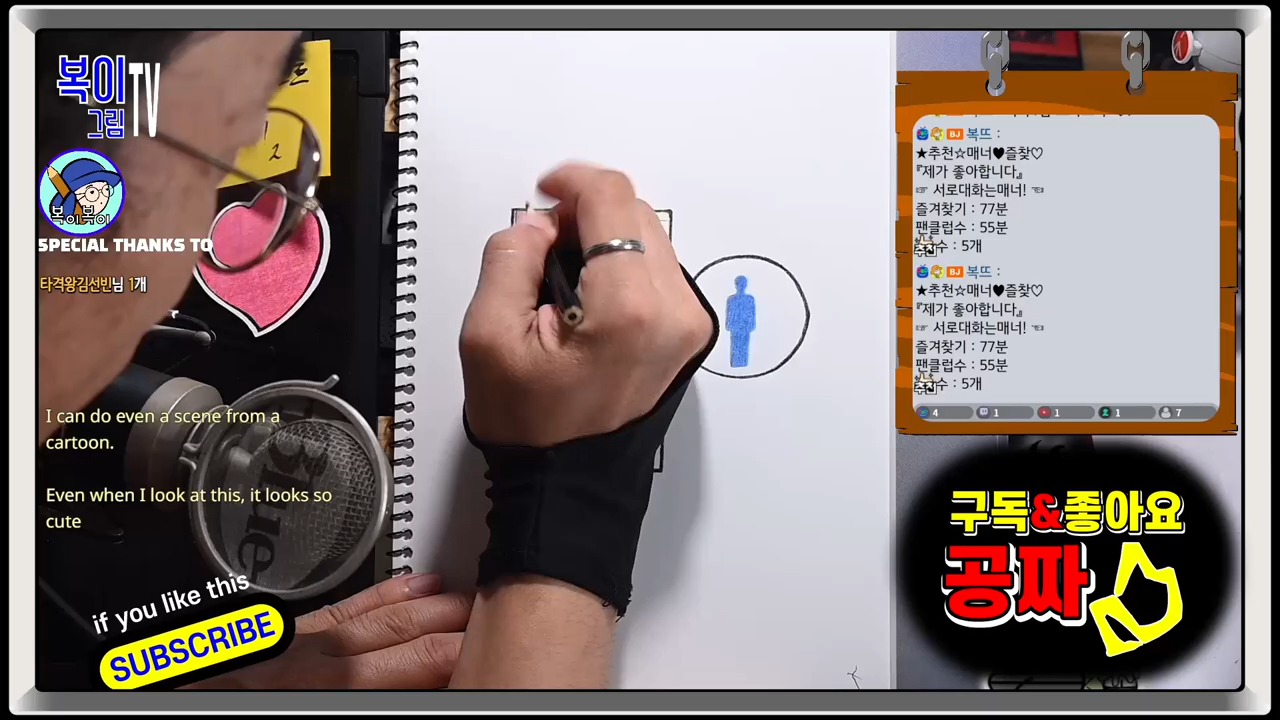 복이TV
그림
복이복이
SPECIAL THANKS TO
타격왕김선빈님 1개
2
I can do even a scene from a
cartoon.
Even when I look at this, it looks so
cute
Blue
if you like this
SUBSCRIBE
BJ 복뜨 :
★추천☆매너♥즐찾♡
『제가 좋아합니다』
☞ 서로대화는매너! ☜
즐겨찾기 : 77분
팬클럽수 : 55분
수 : 5개
BJ 복뜨 :
★추천☆매너♥즐찾♡
『제가 좋아합니다』
☞ 서로대화는매너! ☜
즐겨찾기 : 77분
팬클럽수 : 55분
수 : 5개
4 1 1 1 7
구독&좋아요
공짜